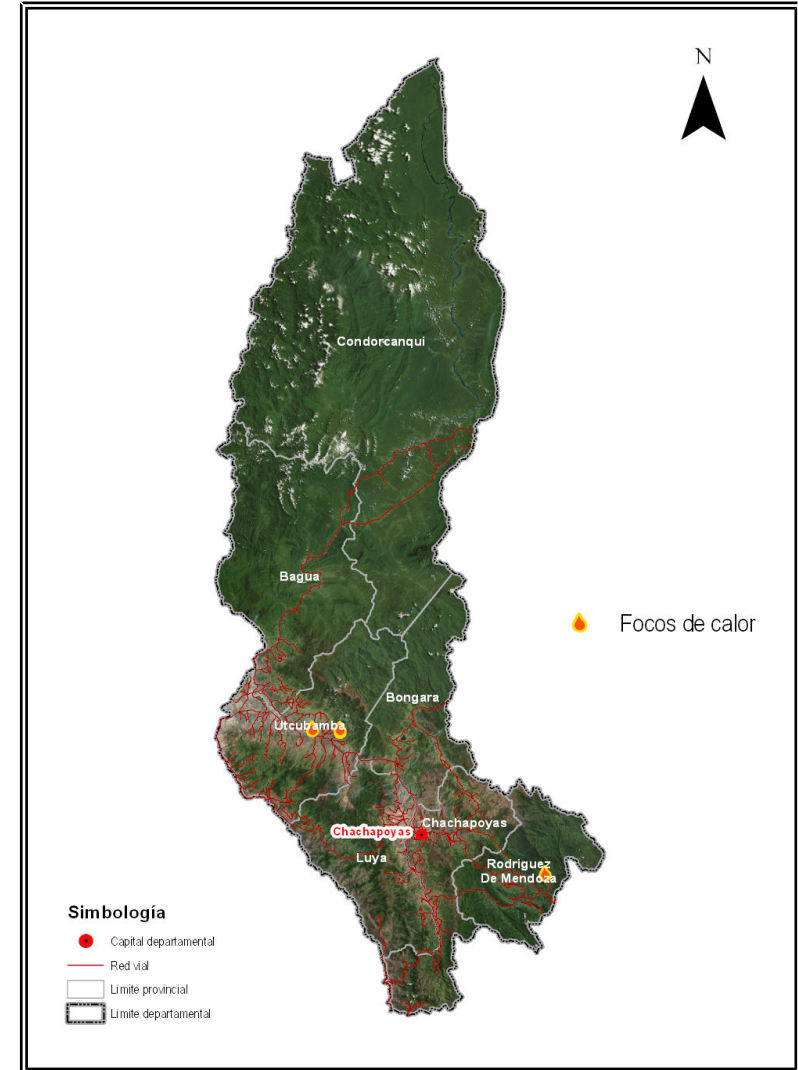 N
Condorcanqui
Bagua
Focos de calor
Bongara
Utcubamba
Chachapoyas
Chachapoyas
Luya
Rodriguez
De Mendoza
Simbología
Capital departamental
Red vial
Limite provincial
Limite departamental